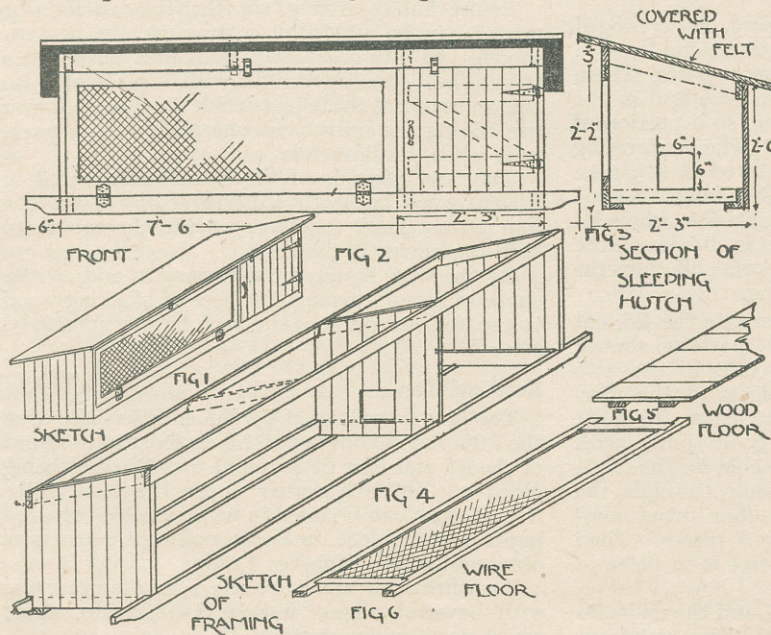 COVERED
WITH
FELT
3"
2'-2"
6"
6"
2'-3"
6"
7'-6
2'-3"
FRONT
FIG 2
FIG 3
SECTION OF
SLEEPING
HUTCH
FIG 1
SKETCH
FIG 5
WOOD
FLOOR
FIG 4
SKETCH
OF
FRAMING
WIRE
FLOOR
FIG 6